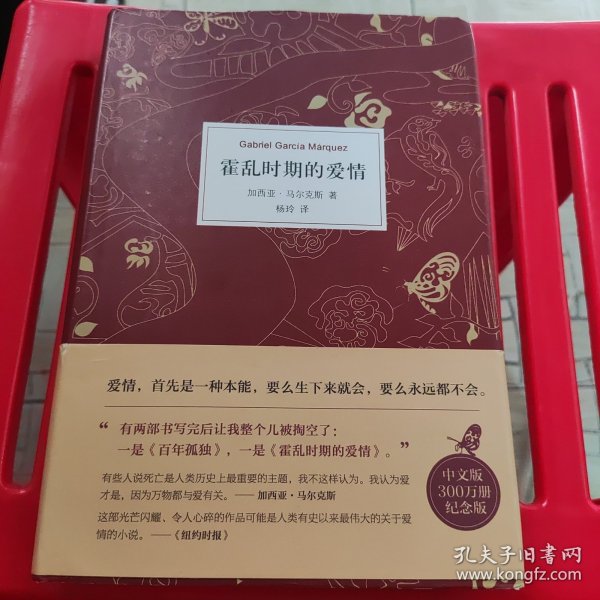 Gabriel García Márquez
霍乱时期的爱情
加西亚·马尔克斯 著
杨玲 译
爱情，首先是一种本能，要么生下来就会，要么永远都不会。
“有两部书写完后让我整个儿被掏空了：
一是《百年孤独》，一是《霍乱时期的爱情》。”
有些人说死亡是人类历史上最重要的主题，我不这样认为。我认为爱
才是，因为万物都与爱有关。——加西亚·马尔克斯
这部光芒闪耀、令人心碎的作品可能是人类有史以来最伟大的关于爱
情的小说。——《纽约时报》
中文版
300万册
纪念版
孔夫子旧书网
www.kongfz.com